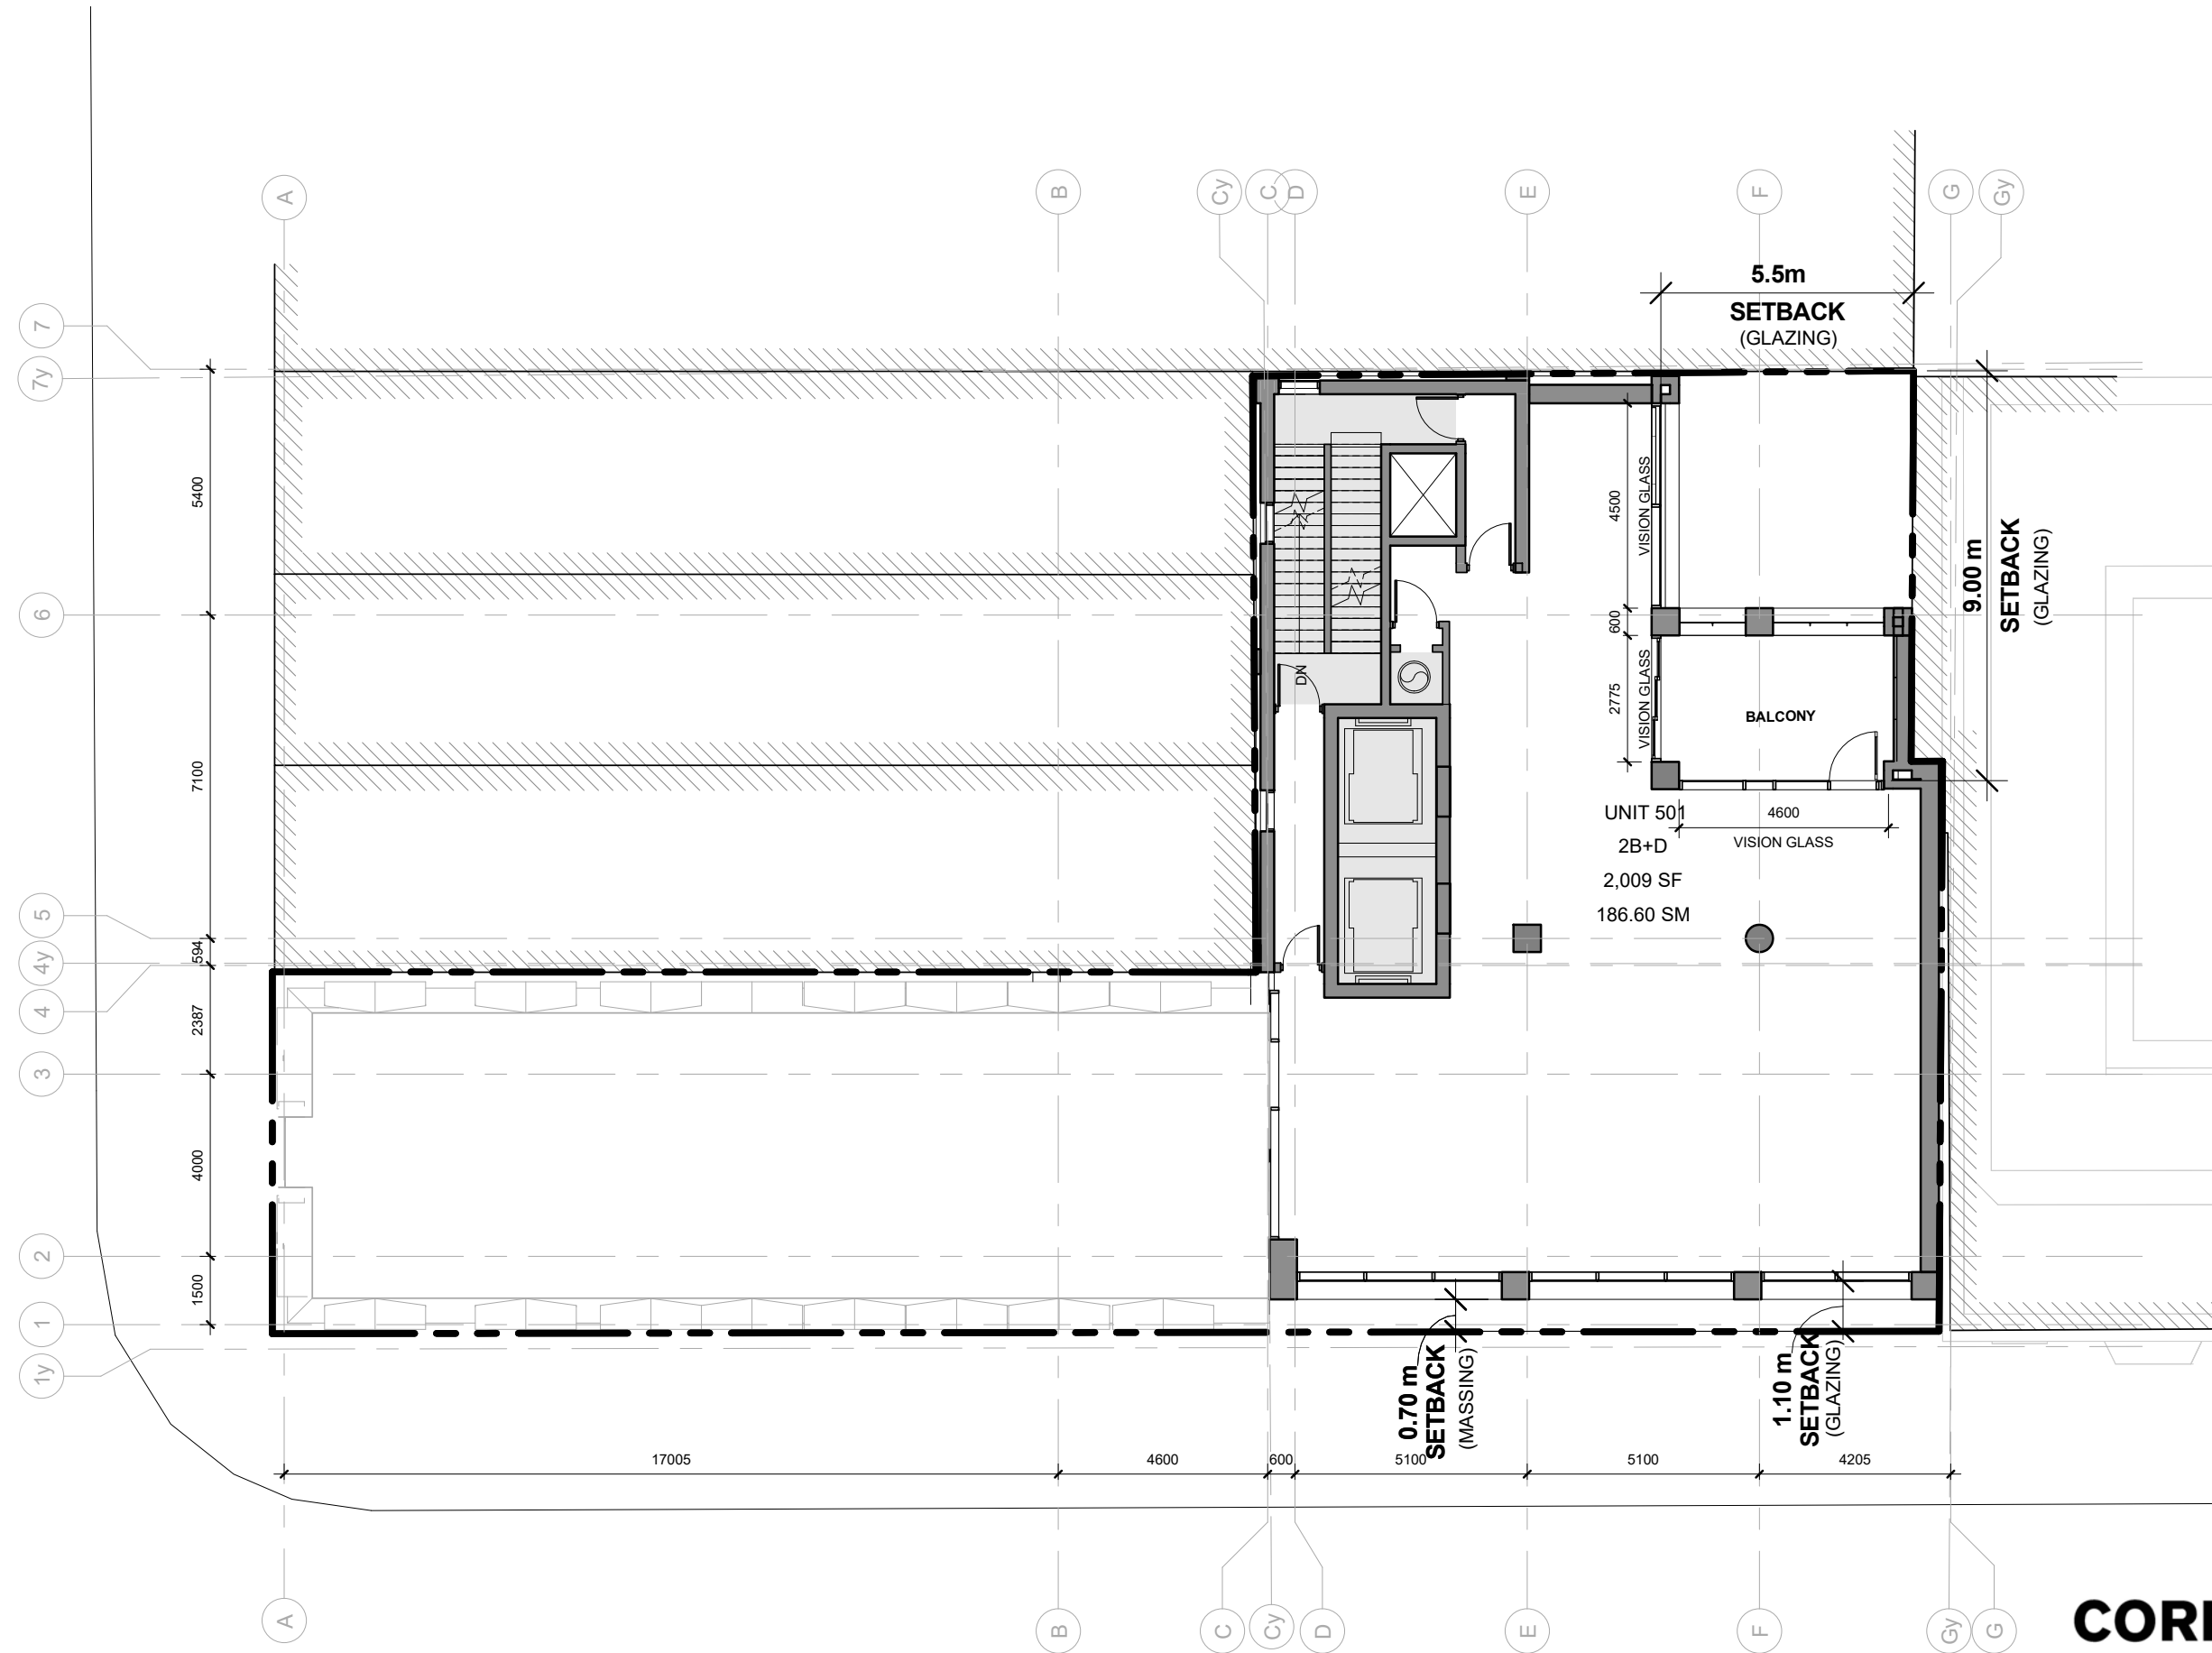 A
B
Cy
C
D
E
F
G
Gy
5.5m
SETBACK
(GLAZING)
7
7y
6
5
4y
4
3
2
1
1y
5400
7100
594
2387
4000
1500
4500
VISION GLASS
600
2775
VISION GLASS
9.00 m
SETBACK
(GLAZING)
DN
BALCONY
UNIT 501
2B+D
2,009 SF
186.60 SM
4600
VISION GLASS
0.70 m
SETBACK
(MASSING)
1.10 m
SETBACK
(GLAZING)
17005
4600
600
5100
5100
4205
A
B
C
Cy
D
E
F
Gy
G